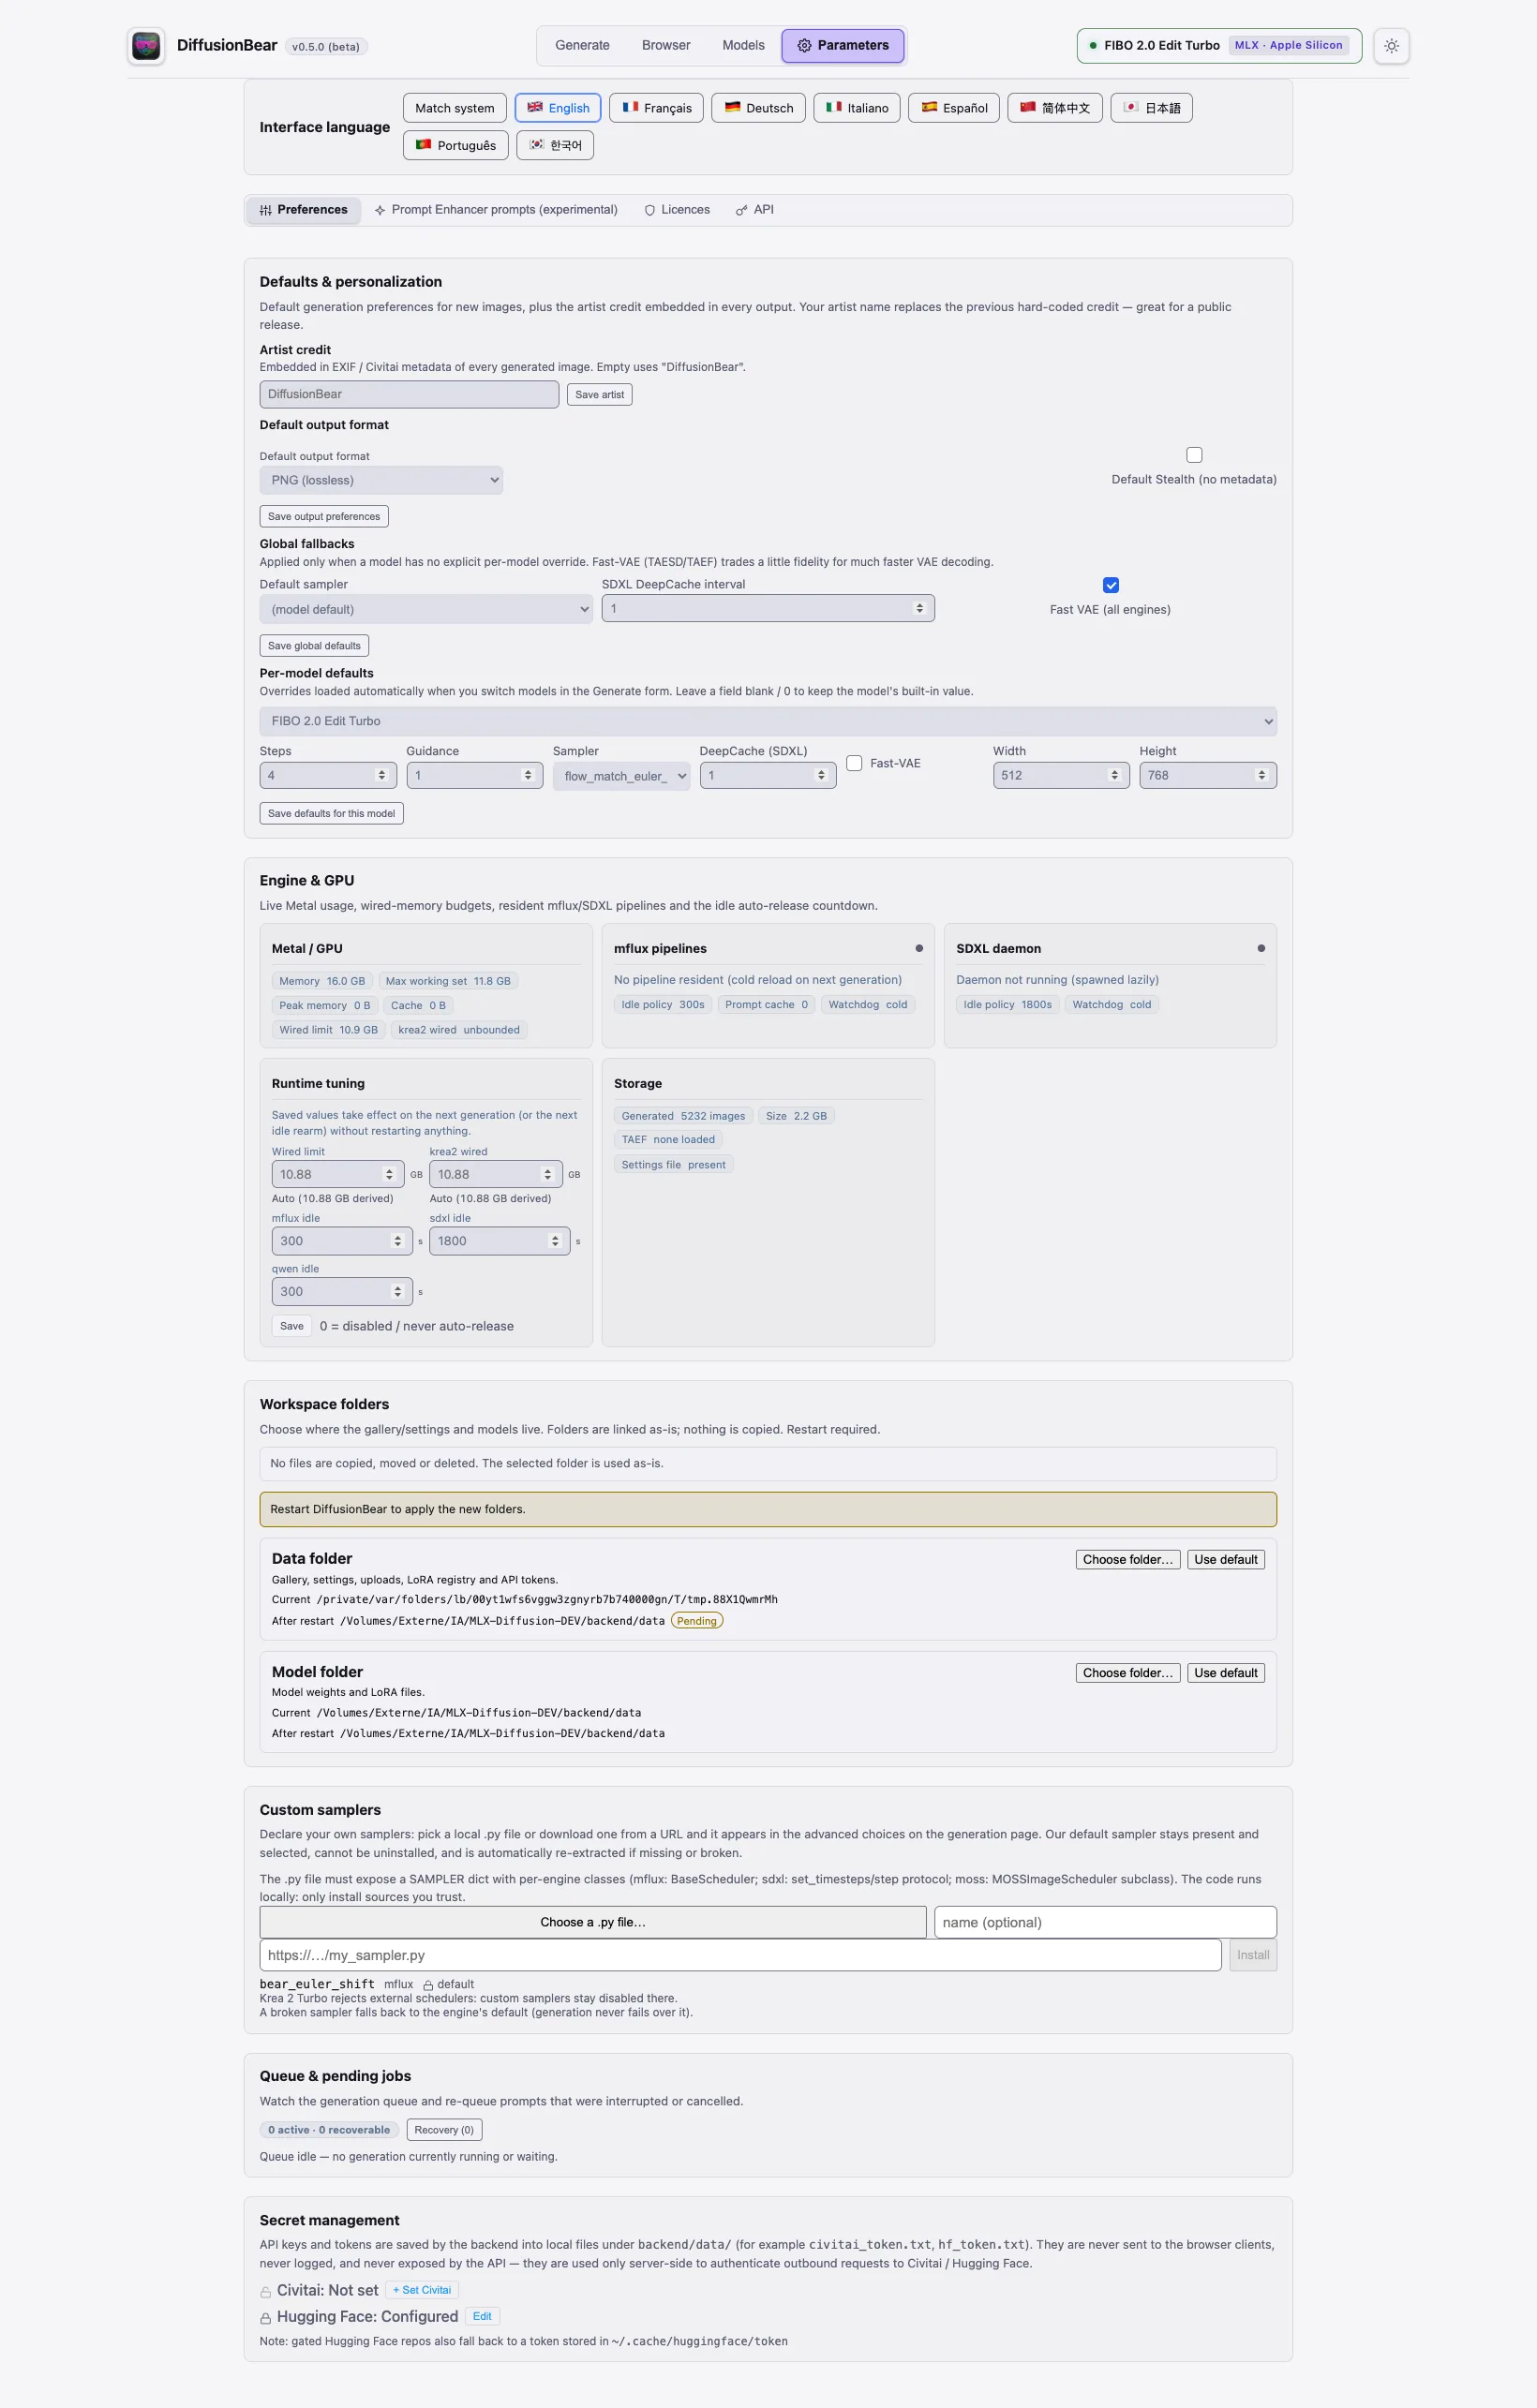 DiffusionBear v0.5.0 (beta)
Generate Browser Models Parameters
FIBO 2.0 Edit Turbo MLX · Apple Silicon
Interface language
Match system English Français Deutsch Italiano Español 简体中文 日本語
Português 한국어
Preferences Prompt Enhancer prompts (experimental) Licences API
Defaults & personalization
Default generation preferences for new images, plus the artist credit embedded in every output. Your artist name replaces the previous hard-coded credit — great for a public
release.
Artist credit
Embedded in EXIF / Civitai metadata of every generated image. Empty uses "DiffusionBear".
DiffusionBear Save artist
Default output format
Default output format
PNG (lossless) Default Stealth (no metadata)
Save output preferences
Global fallbacks
Applied only when a model has no explicit per-model override. Fast-VAE (TAESD/TAEF) trades a little fidelity for much faster VAE decoding.
Default sampler SDXL DeepCache interval
(model default) 1 Fast VAE (all engines)
Save global defaults
Per-model defaults
Overrides loaded automatically when you switch models in the Generate form. Leave a field blank / 0 to keep the model's built-in value.
FIBO 2.0 Edit Turbo
Steps Guidance Sampler DeepCache (SDXL) Fast-VAE Width Height
4 1 flow_match_euler_ 1 512 768
Save defaults for this model
Engine & GPU
Live Metal usage, wired-memory budgets, resident mflux/SDXL pipelines and the idle auto-release countdown.
Metal / GPU
Memory 16.0 GB Max working set 11.8 GB
Peak memory 0 B Cache 0 B
Wired limit 10.9 GB krea2 wired unbounded
mflux pipelines
No pipeline resident (cold reload on next generation)
Idle policy 300s Prompt cache 0 Watchdog cold
SDXL daemon
Daemon not running (spawned lazily)
Idle policy 1800s Watchdog cold
Runtime tuning
Saved values take effect on the next generation (or the next
idle rearm) without restarting anything.
Wired limit krea2 wired
10.88 GB 10.88 GB
Auto (10.88 GB derived) Auto (10.88 GB derived)
mflux idle sdxl idle
300 s 1800 s
qwen idle
300 s
Save 0 = disabled / never auto-release
Storage
Generated 5232 images Size 2.2 GB
TAEF none loaded
Settings file present
Workspace folders
Choose where the gallery/settings and models live. Folders are linked as-is; nothing is copied. Restart required.
No files are copied, moved or deleted. The selected folder is used as-is.
Restart DiffusionBear to apply the new folders.
Data folder Choose folder… Use default
Gallery, settings, uploads, LoRA registry and API tokens.
Current /private/var/folders/lb/00yt1wfs6vggw3zgnyrb7b740000gn/T/tmp.88X1QwmrMh
After restart /Volumes/Externe/IA/MLX-Diffusion-DEV/backend/data Pending
Model folder Choose folder… Use default
Model weights and LoRA files.
Current /Volumes/Externe/IA/MLX-Diffusion-DEV/backend/data
After restart /Volumes/Externe/IA/MLX-Diffusion-DEV/backend/data
Custom samplers
Declare your own samplers: pick a local .py file or download one from a URL and it appears in the advanced choices on the generation page. Our default sampler stays present and
selected, cannot be uninstalled, and is automatically re-extracted if missing or broken.
The .py file must expose a SAMPLER dict with per-engine classes (mflux: BaseScheduler; sdxl: set_timesteps/step protocol; moss: MOSSImageScheduler subclass). The code runs
locally: only install sources you trust.
Choose a .py file… name (optional)
https://…/my_sampler.py Install
bear_euler_shift mflux default
Krea 2 Turbo rejects external schedulers: custom samplers stay disabled there.
A broken sampler falls back to the engine's default (generation never fails over it).
Queue & pending jobs
Watch the generation queue and re-queue prompts that were interrupted or cancelled.
0 active · 0 recoverable Recovery (0)
Queue idle — no generation currently running or waiting.
Secret management
API keys and tokens are saved by the backend into local files under backend/data/ (for example civitai_token.txt, hf_token.txt). They are never sent to the browser clients,
never logged, and never exposed by the API — they are used only server-side to authenticate outbound requests to Civitai / Hugging Face.
Civitai: Not set + Set Civitai
Hugging Face: Configured Edit
Note: gated Hugging Face repos also fall back to a token stored in ~/.cache/huggingface/token